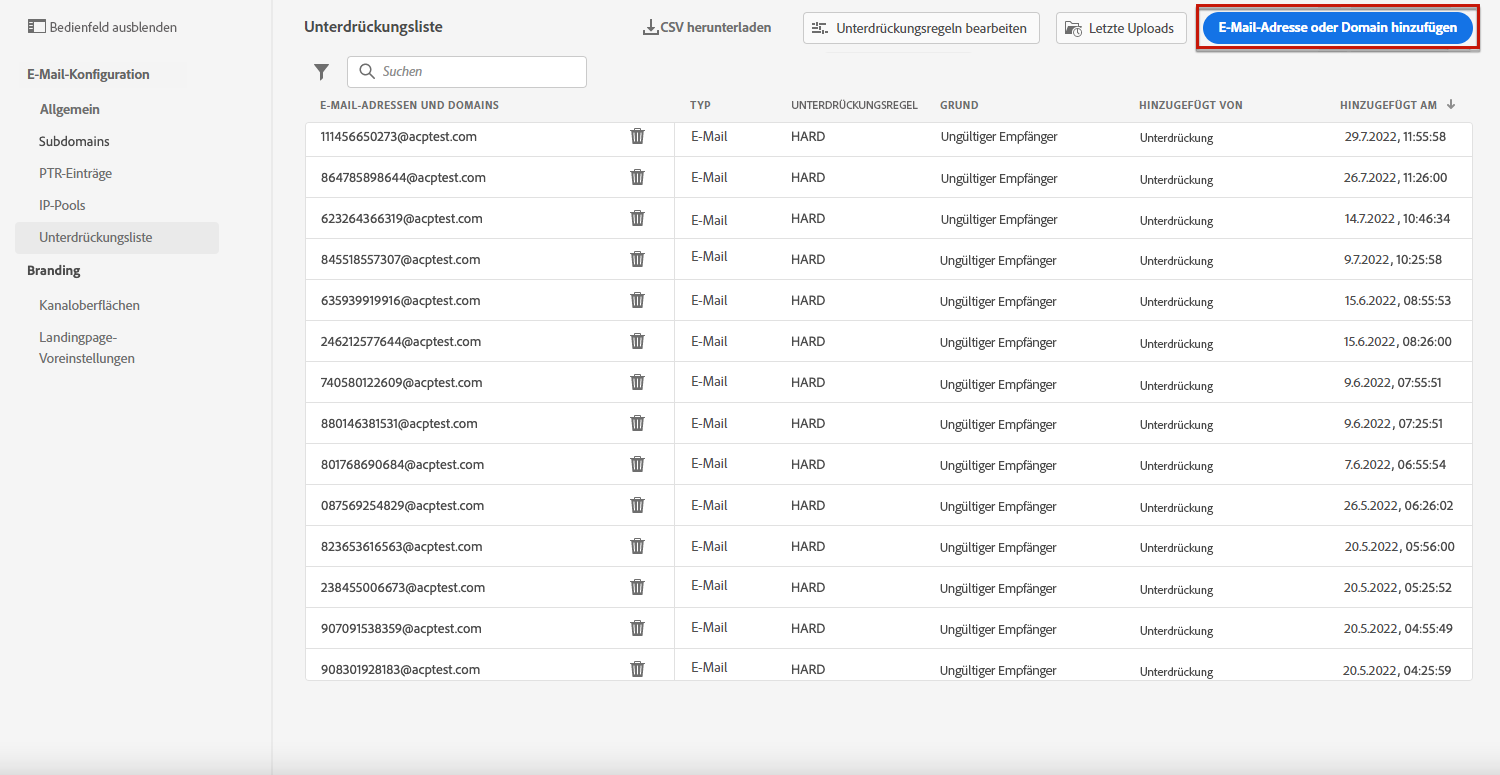 Bedienfeld ausblenden
E-Mail-Konfiguration
Allgemein
Subdomains
PTR-Einträge
IP-Pools
Unterdrückungsliste
Branding
Kanaloberflächen
Landingpage-
Voreinstellungen
Unterdrückungsliste CSV herunterladen Unterdrückungsregeln bearbeiten Letzte Uploads E-Mail-Adresse oder Domain hinzufügen
Suchen
E-MAIL-ADRESSEN UND DOMAINS TYP UNTERDRÜCKUNGSREGEL GRUND HINZUGEFÜGT VON HINZUGEFÜGT AM
111456650273@acptest.com E-Mail HARD Ungültiger Empfänger Unterdrückung 29.7.2022, 11:55:58
864785898644@acptest.com E-Mail HARD Ungültiger Empfänger Unterdrückung 26.7.2022, 11:26:00
623264366319@acptest.com E-Mail HARD Ungültiger Empfänger Unterdrückung 14.7.2022, 10:46:34
845518557307@acptest.com E-Mail HARD Ungültiger Empfänger Unterdrückung 9.7.2022, 10:25:58
635939919916@acptest.com E-Mail HARD Ungültiger Empfänger Unterdrückung 15.6.2022, 08:55:53
246212577644@acptest.com E-Mail HARD Ungültiger Empfänger Unterdrückung 15.6.2022, 08:26:00
740580122609@acptest.com E-Mail HARD Ungültiger Empfänger Unterdrückung 9.6.2022, 07:55:51
880146381531@acptest.com E-Mail HARD Ungültiger Empfänger Unterdrückung 9.6.2022, 07:25:51
801768690684@acptest.com E-Mail HARD Ungültiger Empfänger Unterdrückung 7.6.2022, 06:55:54
087569254829@acptest.com E-Mail HARD Ungültiger Empfänger Unterdrückung 26.5.2022, 06:26:02
823653616563@acptest.com E-Mail HARD Ungültiger Empfänger Unterdrückung 20.5.2022, 05:56:00
238455006673@acptest.com E-Mail HARD Ungültiger Empfänger Unterdrückung 20.5.2022, 05:25:52
907091538359@acptest.com E-Mail HARD Ungültiger Empfänger Unterdrückung 20.5.2022, 04:55:49
908301928183@acptest.com E-Mail HARD Ungültiger Empfänger Unterdrückung 20.5.2022, 04:25:59